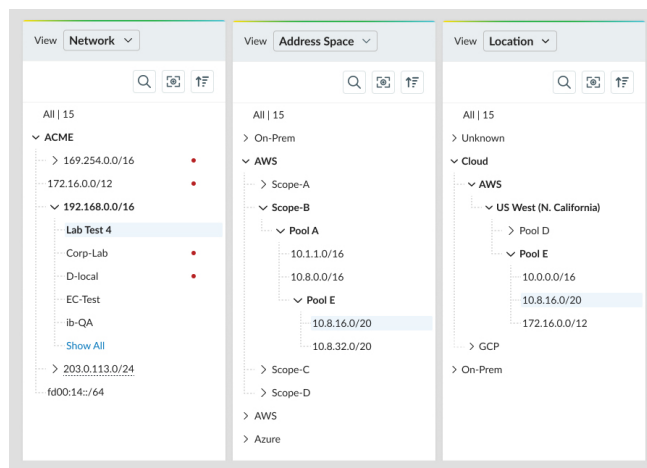 View Network
All | 15
ACME
169.254.0.0/16
172.16.0.0/12
192.168.0.0/16
Lab Test 4
Corp-Lab
D-local
EC-Test
ib-QA
Show All
203.0.113.0/24
fd00:14::/64
View Address Space
All | 15
On-Prem
AWS
Scope-A
Scope-B
Pool A
10.1.1.0/16
10.8.0.0/16
Pool E
10.8.16.0/20
10.8.32.0/20
Scope-C
Scope-D
AWS
Azure
View Location
All | 15
Unknown
Cloud
AWS
US West (N. California)
Pool D
Pool E
10.0.0.0/16
10.8.16.0/20
172.16.0.0/12
GCP
On-Prem